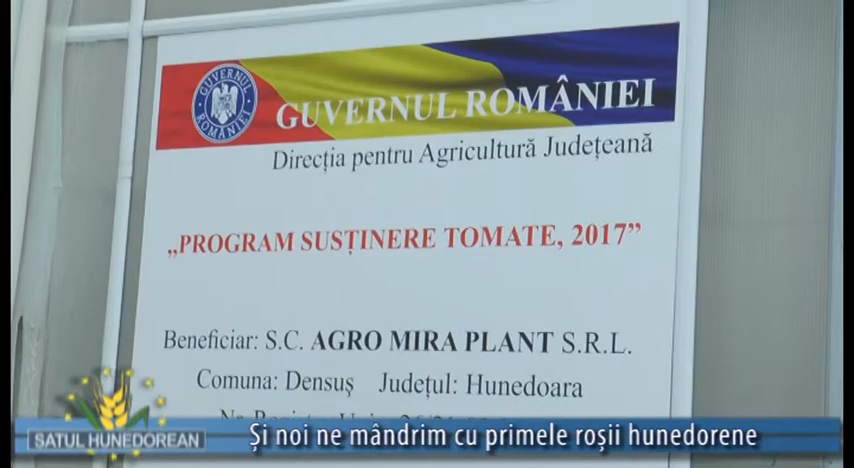 GUVERNUL ROMÂNIEI
GUVERNUL ROMÂNIEI
Direcția pentru Agricultură Județeană
„PROGRAM SUSȚINERE TOMATE, 2017”
Beneficiar: S.C. AGRO MIRA PLANT S.R.L.
Comuna: Densuș Județul: Hunedoara
SATUL HUNEDOREAN
Și noi ne mândrim cu primele roșii hunedorene